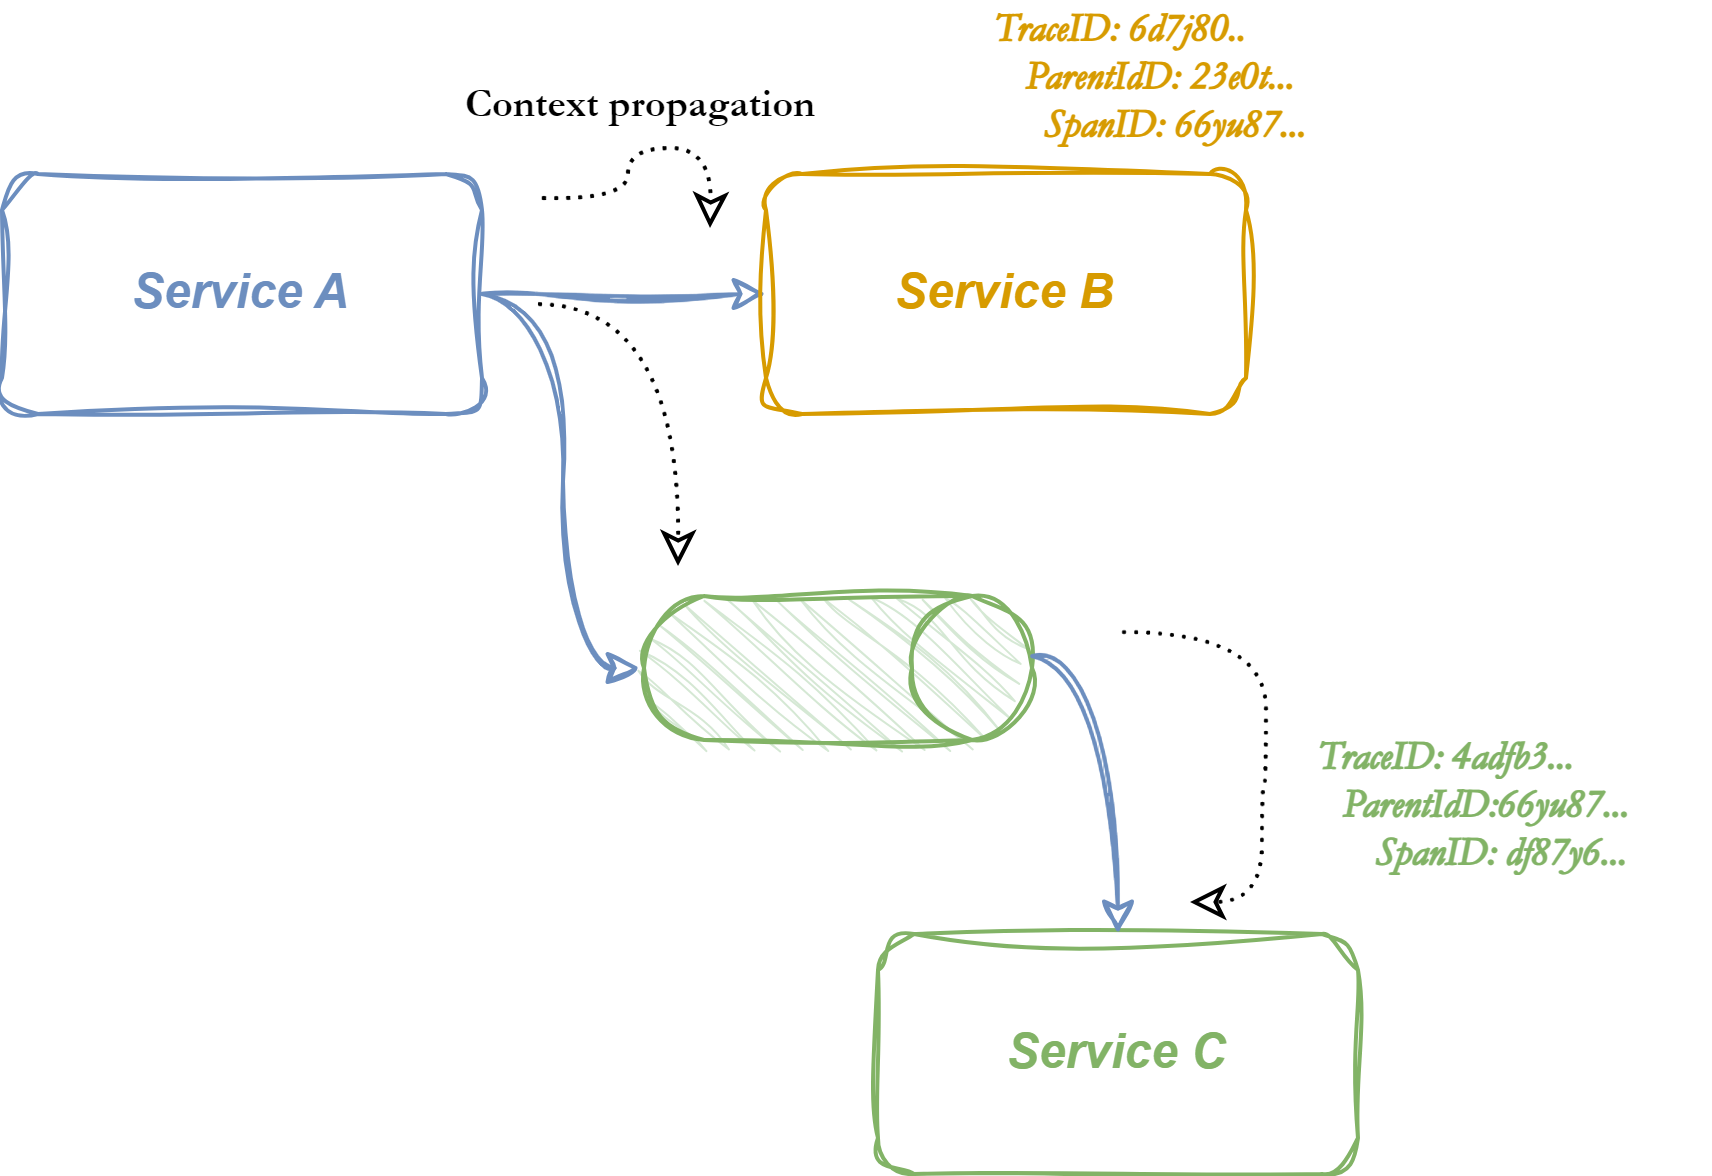 TraceID: 6d7j80..
ParentIdD: 23e0t...
SpanID: 66yu87...
Context propagation
Service A
Service B
TraceID: 4adfb3...
ParentIdD:66yu87...
SpanID: df87y6...
Service C